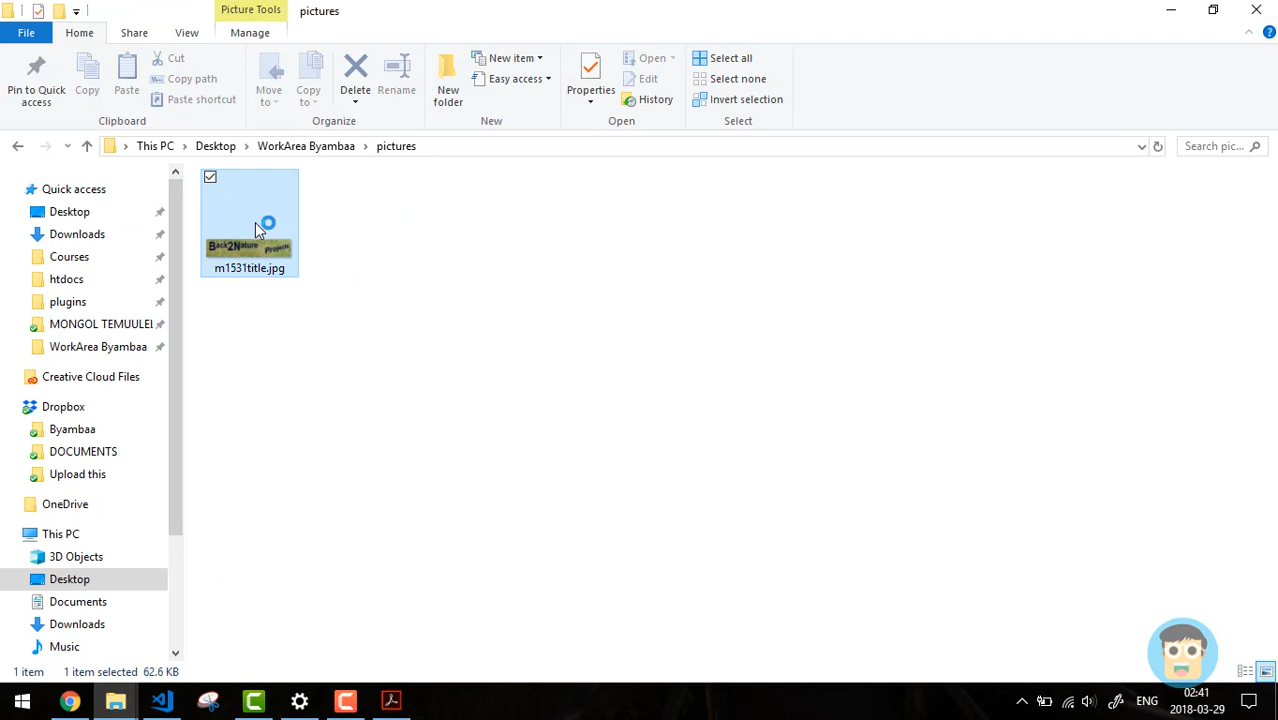 Picture Tools
pictures
File
Home
Share
View
Manage
Pin to Quick access
Copy
Paste
Cut
Copy path
Paste shortcut
Clipboard
Move to
Copy to
Delete
Rename
Organize
New folder
New item
Easy access
New
Properties
Open
Edit
History
Open
Select all
Select none
Invert selection
Select
This PC
Desktop
WorkArea Byambaa
pictures
Search pic...
Quick access
Desktop
Downloads
Courses
htdocs
plugins
MONGOL TEMUULEI
WorkArea Byambaa
Creative Cloud Files
Dropbox
Byambaa
DOCUMENTS
Upload this
OneDrive
This PC
3D Objects
Desktop
Documents
Downloads
Music
Back2Nature Projects
m1531title.jpg
1 item
1 item selected 62.6 KB
ENG
02:41
2018-03-29